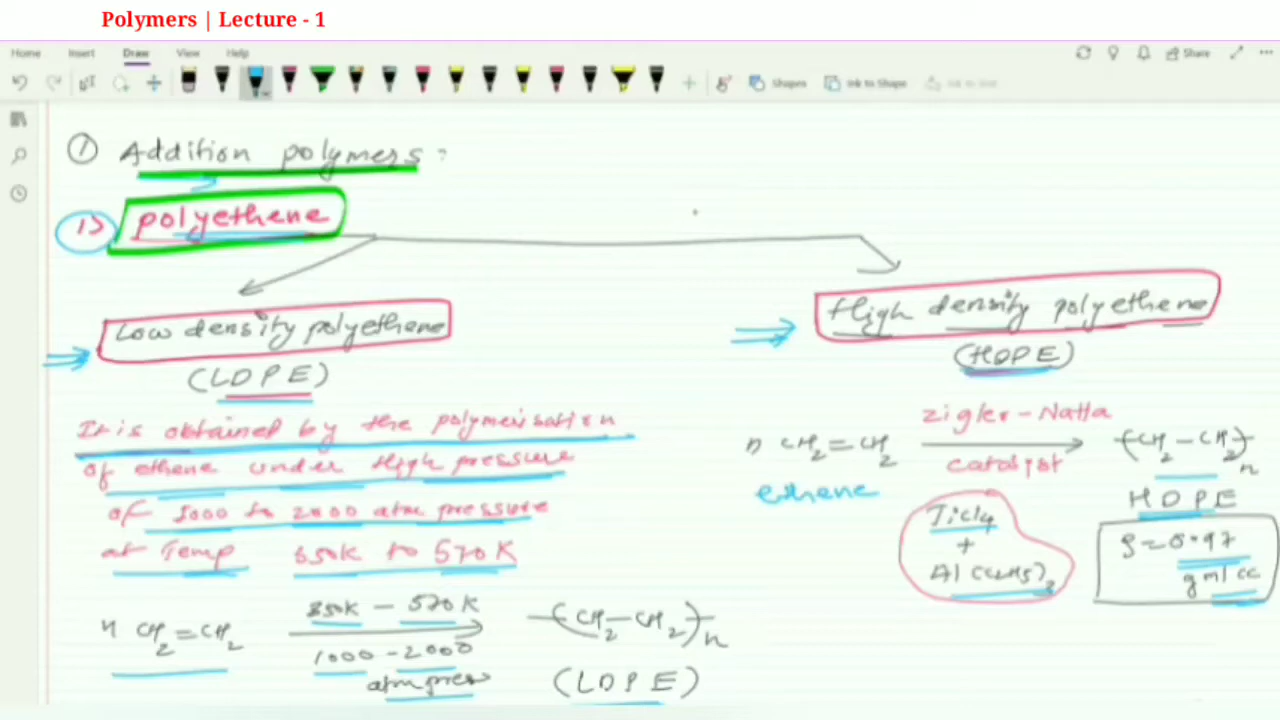 Polymers | Lecture - 1
Home Insert Draw View Help Share
Shapes Ink to Shape
① Addition polymers :
1) polyethene
Low density polyethene
(LDPE)
It is obtained by the polymerisation
of ethene under High pressure
of 1000 to 2000 atm pressure
at Temp 350K to 570K
n CH2=CH2 350K - 570K (CH2-CH2)n
1000-2000
atm pres
(LDPE)
High density polyethene
(HDPE)
n CH2=CH2 Zigler-Natta (CH2-CH2)n
catalyst
ethene
HDPE
TiCl4
+
Al(C2H5)3
ρ=0.97
gm/cc